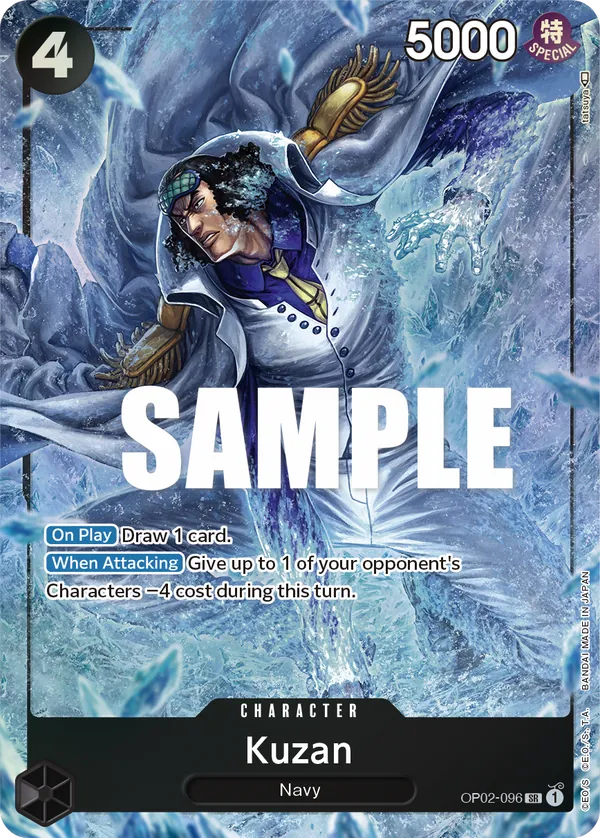 4
5000
特
SPECIAL
tatsuya
SAMPLE
On Play Draw 1 card.
When Attacking Give up to 1 of your opponent's
Characters −4 cost during this turn.
CHARACTER
Kuzan
Navy
OP02-096 SR 1
©E.O/S ©E.O./S., T.A. BANDAI MADE IN JAPAN